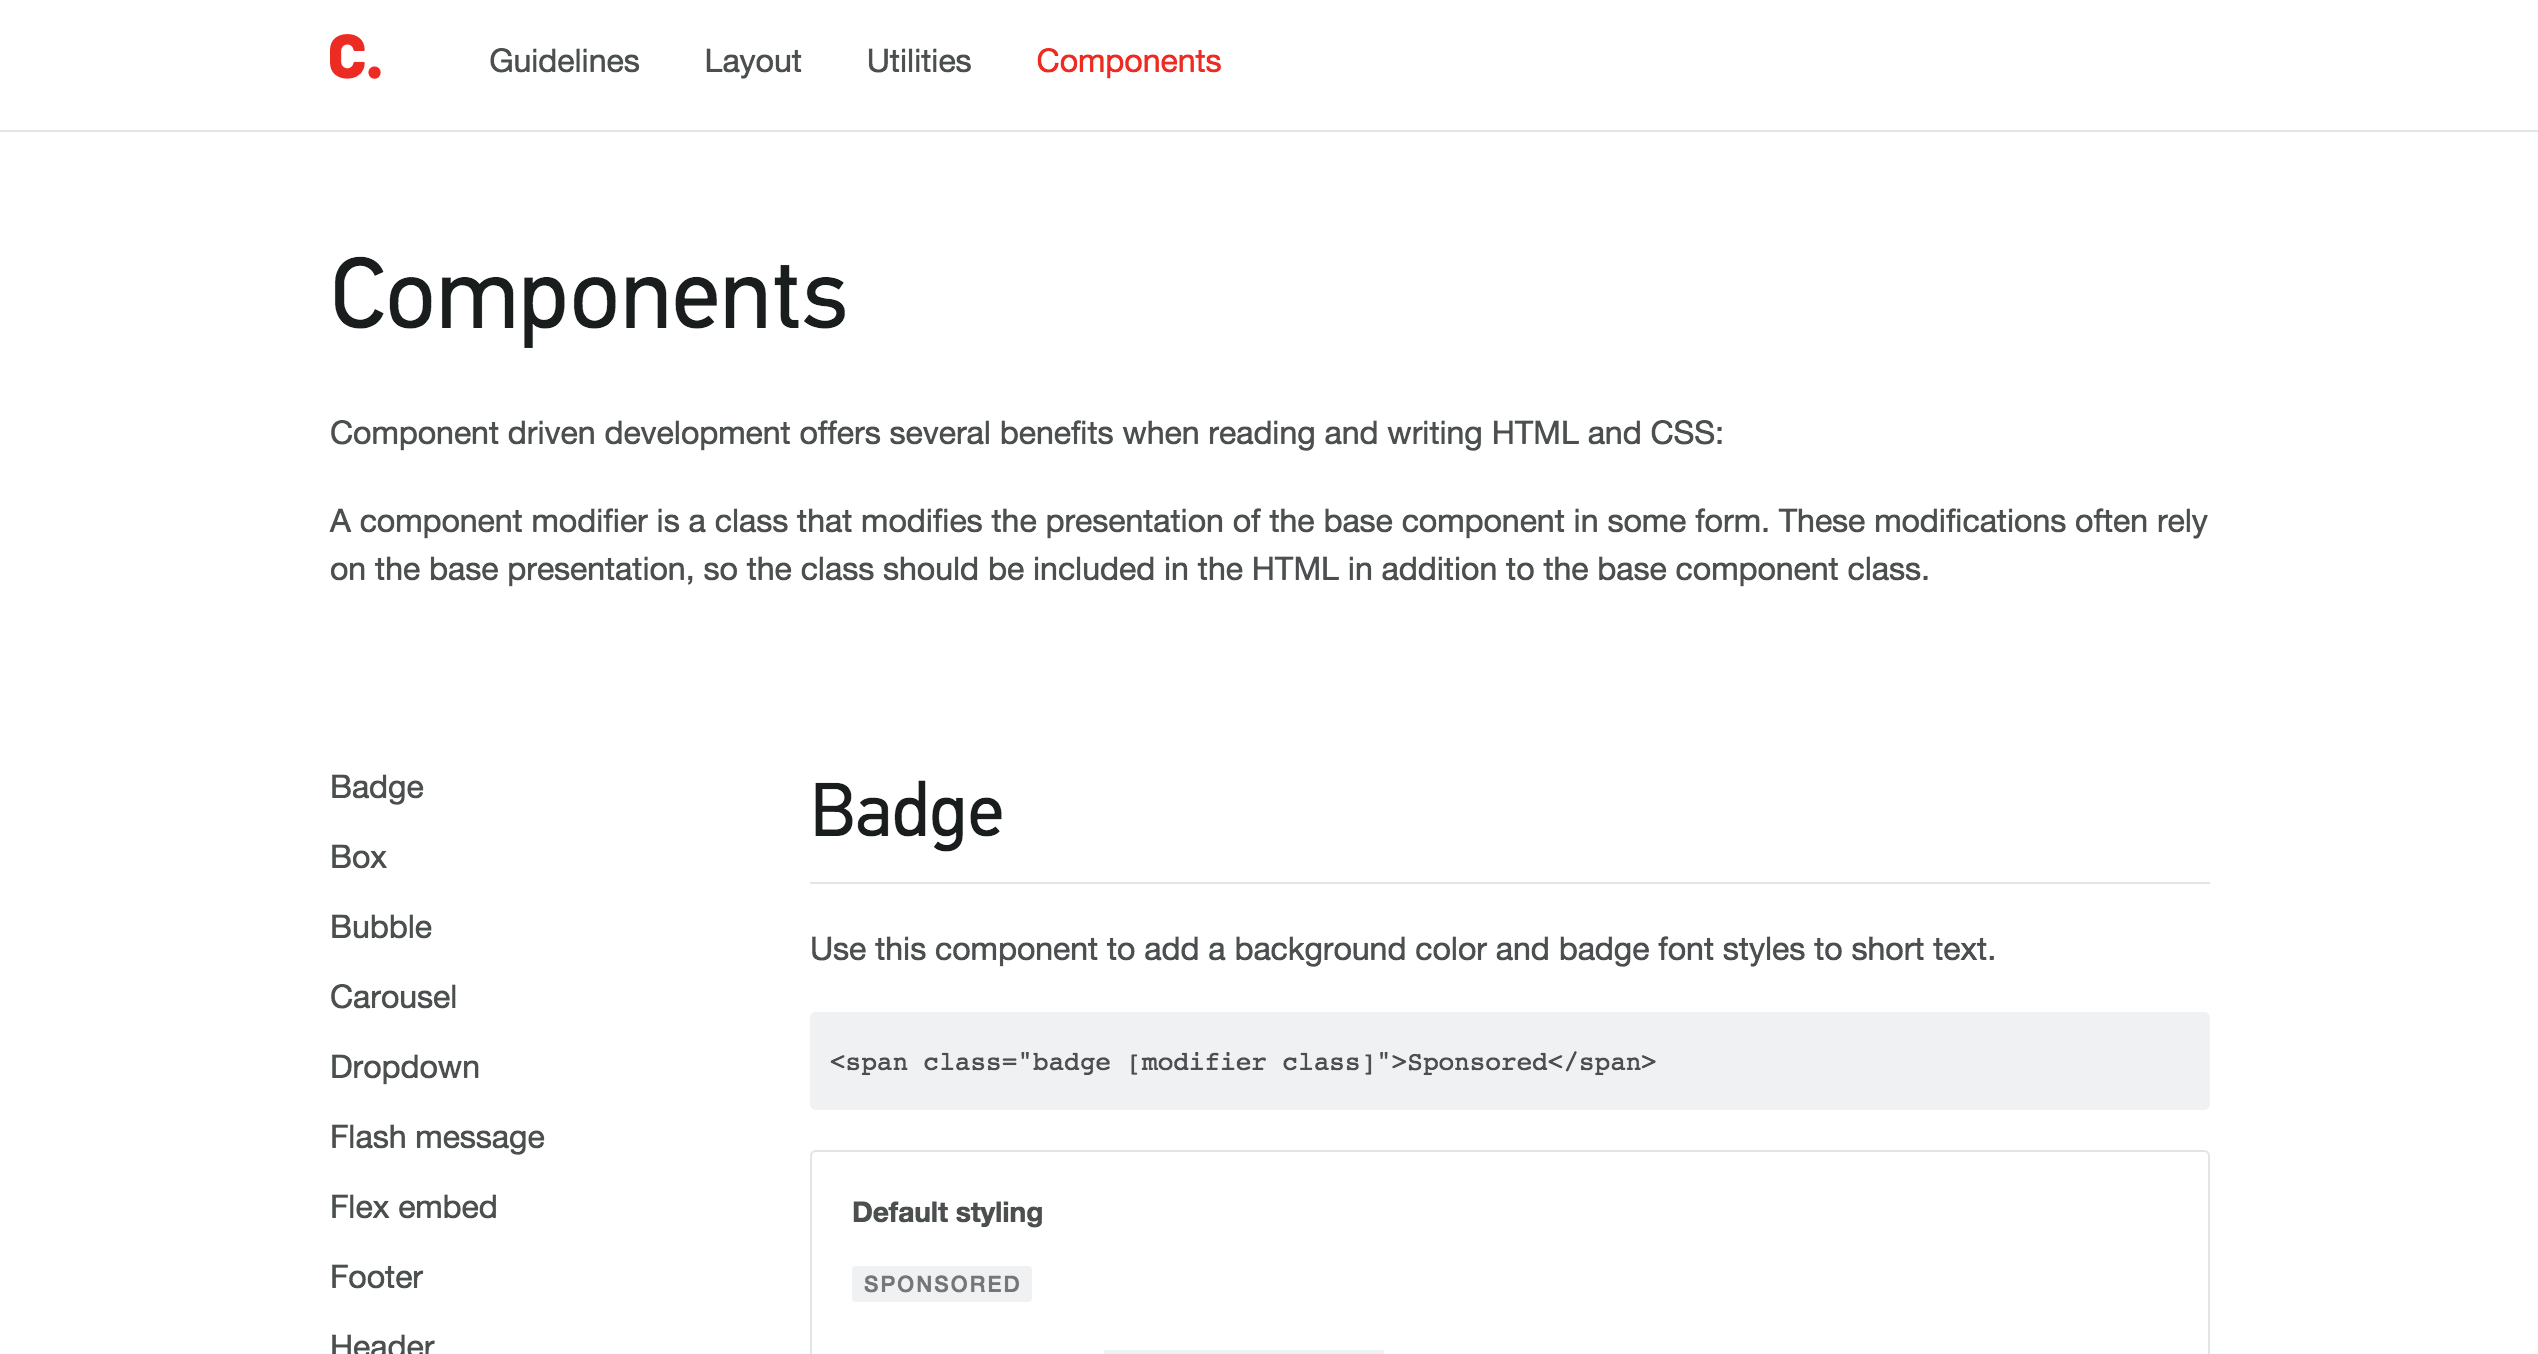 C.
Guidelines
Layout
Utilities
Components
Components
Component driven development offers several benefits when reading and writing HTML and CSS:
A component modifier is a class that modifies the presentation of the base component in some form. These modifications often rely
on the base presentation, so the class should be included in the HTML in addition to the base component class.
Badge
Box
Bubble
Carousel
Dropdown
Flash message
Flex embed
Footer
Header
Badge
Use this component to add a background color and badge font styles to short text.
<span class="badge [modifier class]">Sponsored</span>
Default styling
SPONSORED